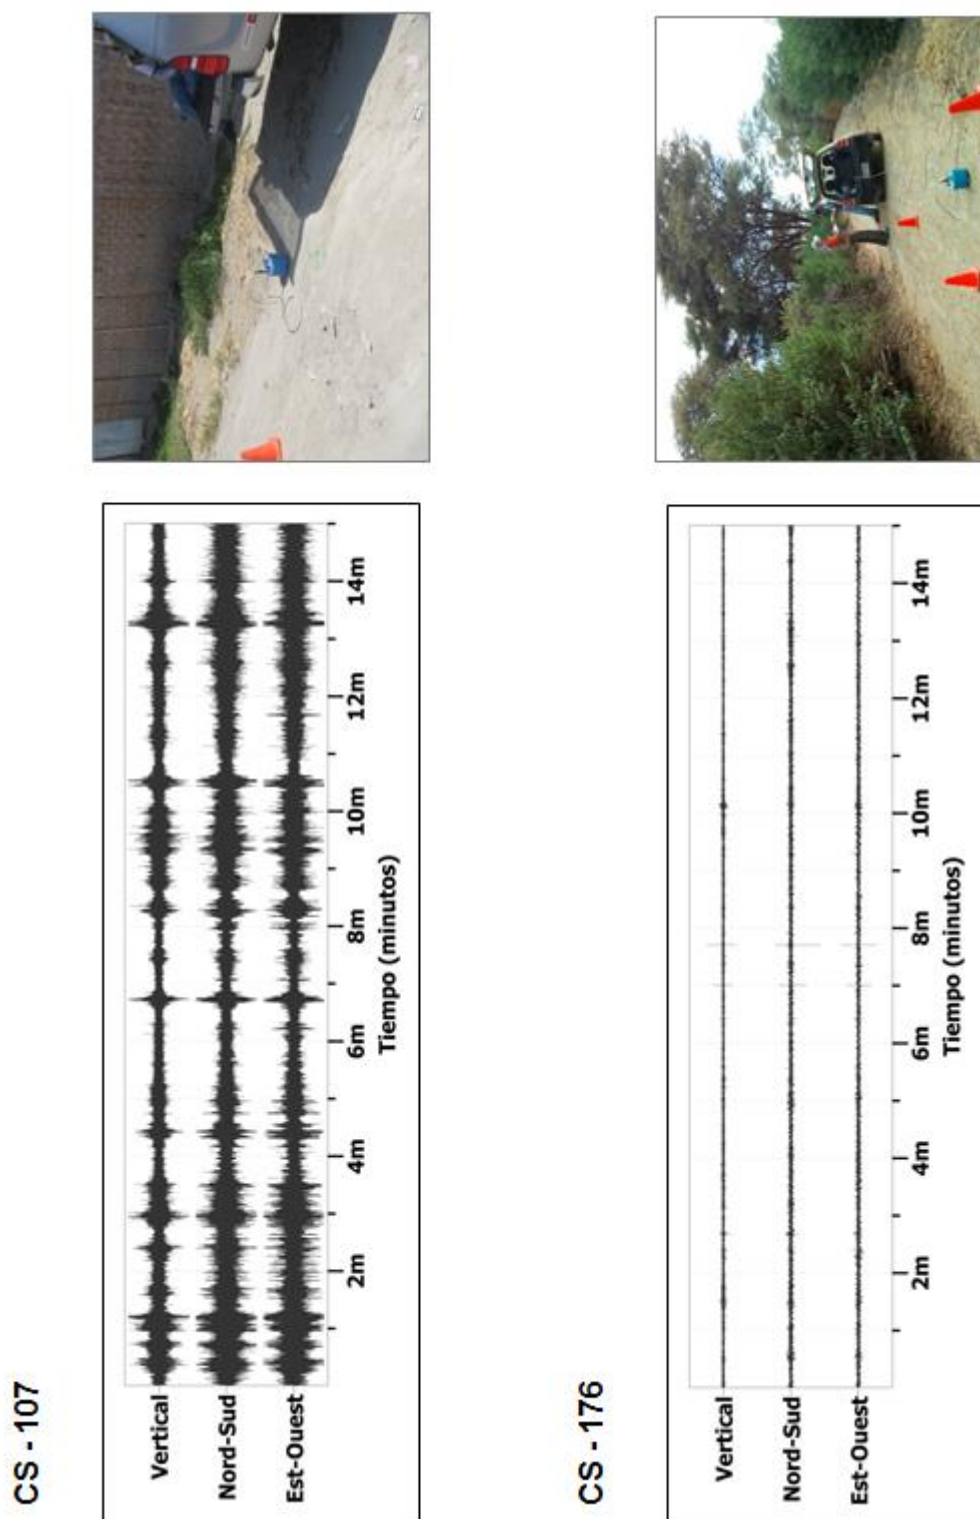 CS - 107
Vertical
Nord-Sud
Est-Ouest
2m 4m 6m 8m 10m 12m 14m
Tiempo (minutos)
CS - 176
Vertical
Nord-Sud
Est-Ouest
2m 4m 6m 8m 10m 12m 14m
Tiempo (minutos)